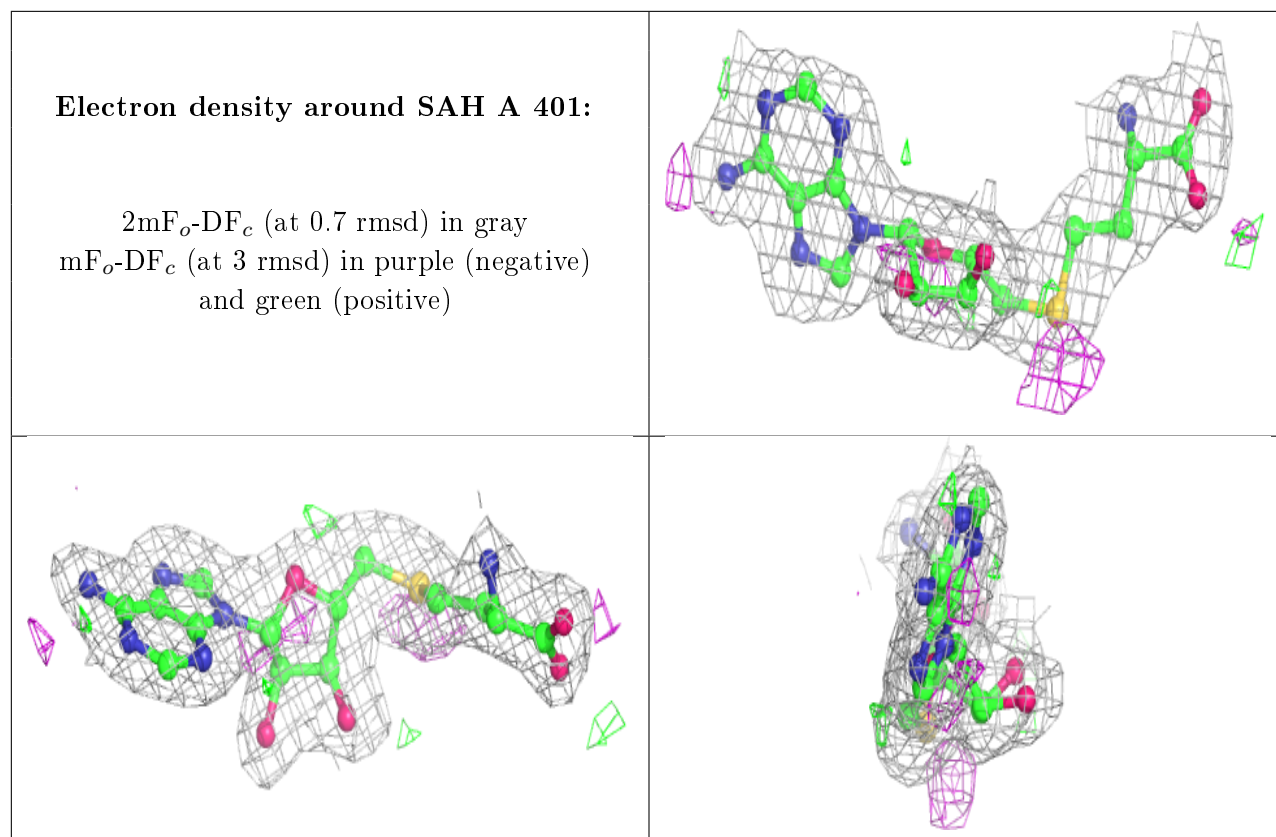 Electron density around SAH A 401:
2mFo-DFc (at 0.7 rmsd) in gray
mFo-DFc (at 3 rmsd) in purple (negative)
and green (positive)